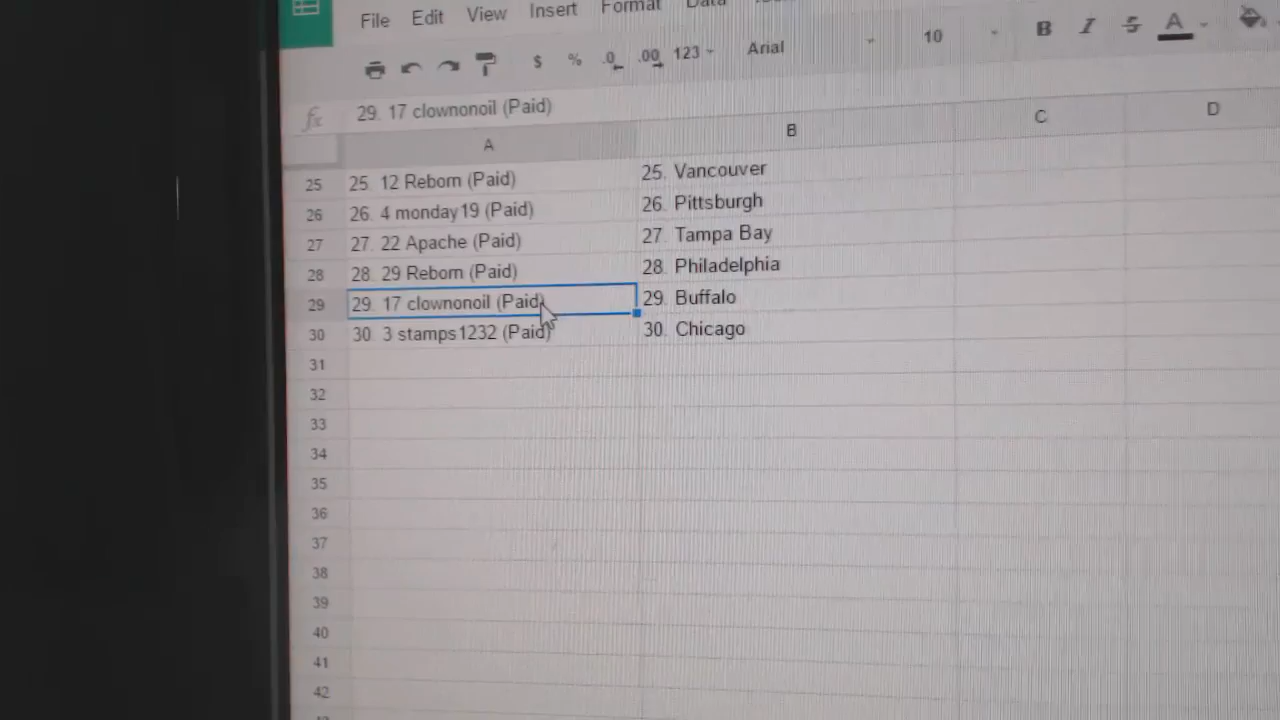 File Edit View Insert Format Data
$ % .0 .00 123 Arial 10 B I S A
fx 29. 17 clownonoil (Paid)
A B C D
25 25. 12 Reborn (Paid) 25. Vancouver
26 26. 4 monday19 (Paid) 26. Pittsburgh
27 27. 22 Apache (Paid) 27. Tampa Bay
28 28. 29 Reborn (Paid) 28. Philadelphia
29 29. 17 clownonoil (Paid) 29. Buffalo
30 30. 3 stamps1232 (Paid) 30. Chicago
31
32
33
34
35
36
37
38
39
40
41
42